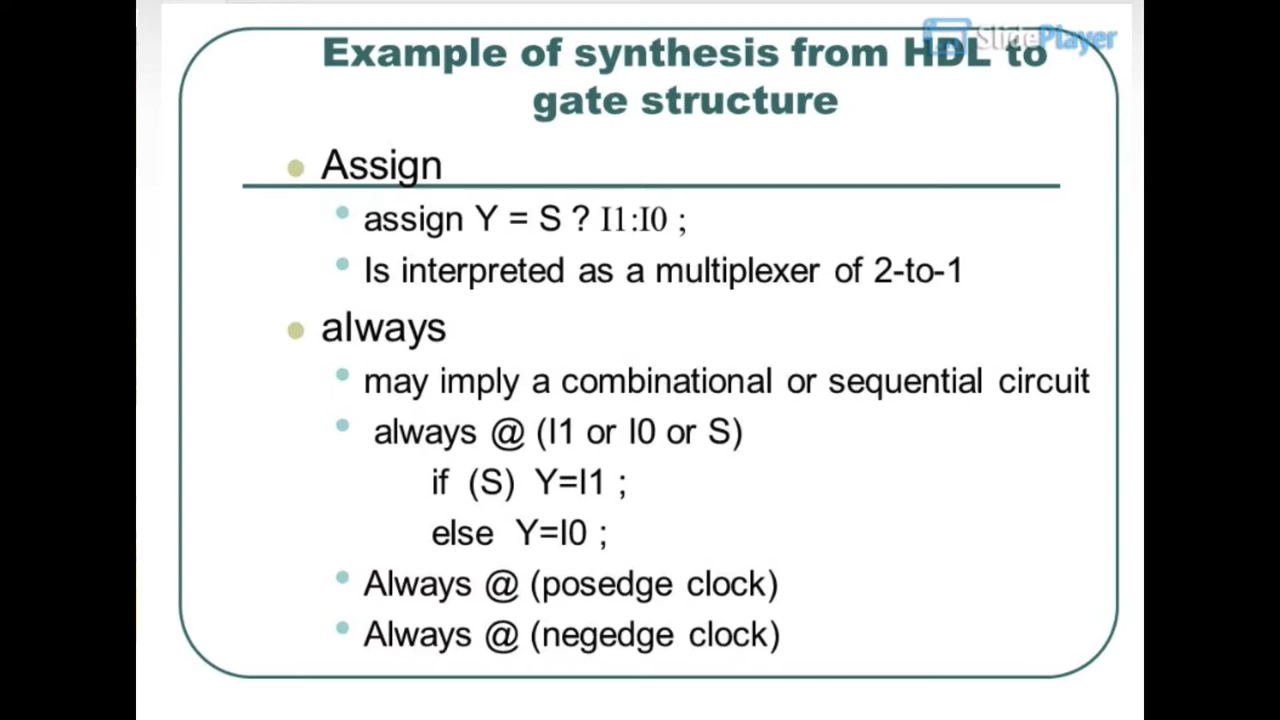 SlidePlayer
Example of synthesis from HDL to
gate structure
Assign
assign Y = S ? I1:I0 ;
Is interpreted as a multiplexer of 2-to-1
always
may imply a combinational or sequential circuit
always @ (I1 or I0 or S)
if (S) Y=I1 ;
else Y=I0 ;
Always @ (posedge clock)
Always @ (negedge clock)